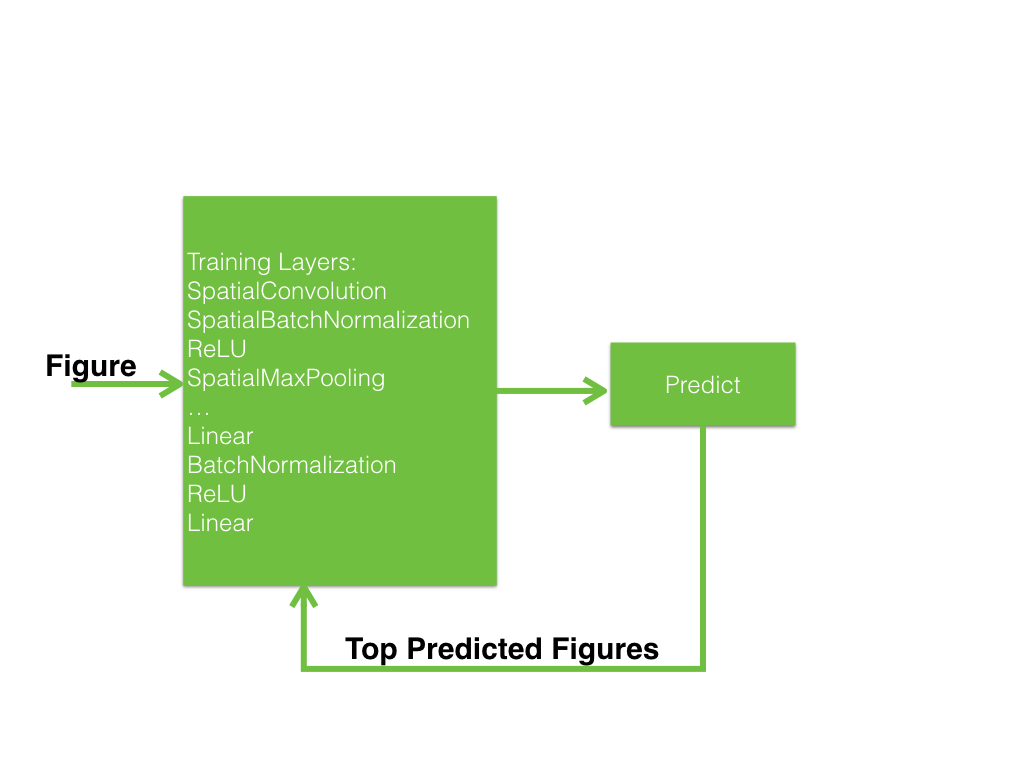 Training Layers:
SpatialConvolution
SpatialBatchNormalization
ReLU
Figure
SpatialMaxPooling
...
Linear
BatchNormalization
ReLU
Linear
Predict
Top Predicted Figures